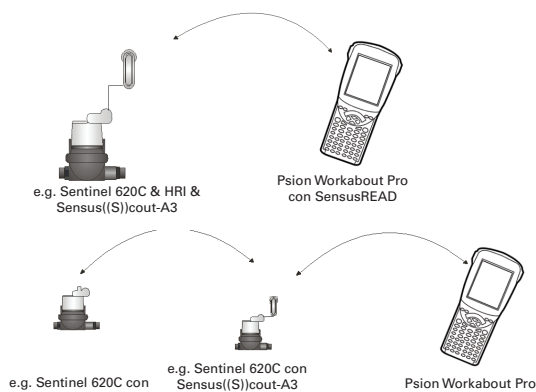 e.g. Sentinel 620C & HRI &
Sensus((S))cout-A3
Psion Workabout Pro
con SensusREAD
e.g. Sentinel 620C con
e.g. Sentinel 620C con
Sensus((S))cout-A3
Psion Workabout Pro